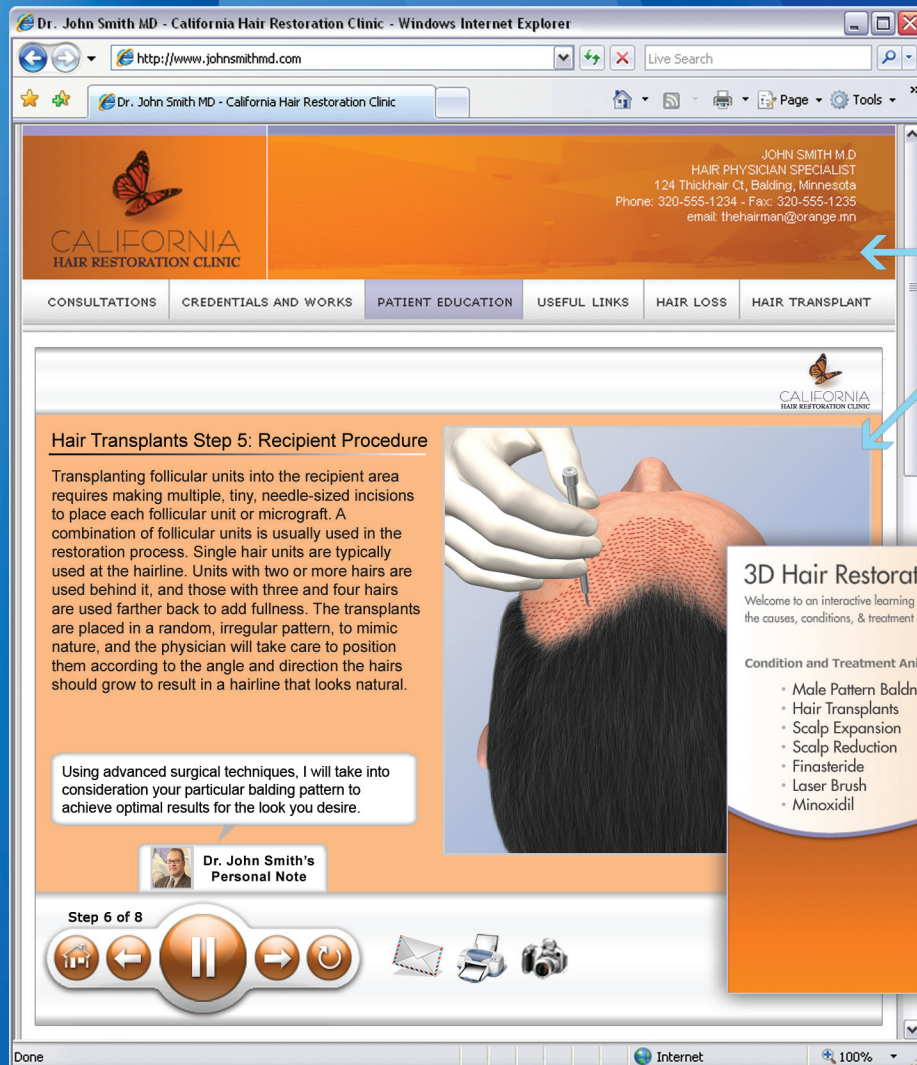 Dr. John Smith MD - California Hair Restoration Clinic - Windows Internet Explorer
http://www.johnsmithmd.com
Live Search
Dr. John Smith MD - California Hair Restoration Clinic
Page
Tools
JOHN SMITH M.D
HAIR PHYSICIAN SPECIALIST
124 Thickhair Ct, Balding, Minnesota
Phone: 320-555-1234 - Fax: 320-555-1235
email: thehairman@orange.mn
CALIFORNIA
HAIR RESTORATION CLINIC
CONSULTATIONS
CREDENTIALS AND WORKS
PATIENT EDUCATION
USEFUL LINKS
HAIR LOSS
HAIR TRANSPLANT
CALIFORNIA
HAIR RESTORATION CLINIC
Hair Transplants Step 5: Recipient Procedure
Transplanting follicular units into the recipient area
requires making multiple, tiny, needle-sized incisions
to place each follicular unit or micrograft. A
combination of follicular units is usually used in the
restoration process. Single hair units are typically
used at the hairline. Units with two or more hairs are
used behind it, and those with three and four hairs
are used farther back to add fullness. The transplants
are placed in a random, irregular pattern, to mimic
nature, and the physician will take care to position
them according to the angle and direction the hairs
should grow to result in a hairline that looks natural.
Using advanced surgical techniques, I will take into
consideration your particular balding pattern to
achieve optimal results for the look you desire.
Dr. John Smith's
Personal Note
3D Hair Restorat
Welcome to an interactive learning
the causes, conditions, & treatment
Condition and Treatment Ani
• Male Pattern Baldn
• Hair Transplants
• Scalp Expansion
• Scalp Reduction
• Finasteride
• Laser Brush
• Minoxidil
Step 6 of 8
Done
Internet
100%